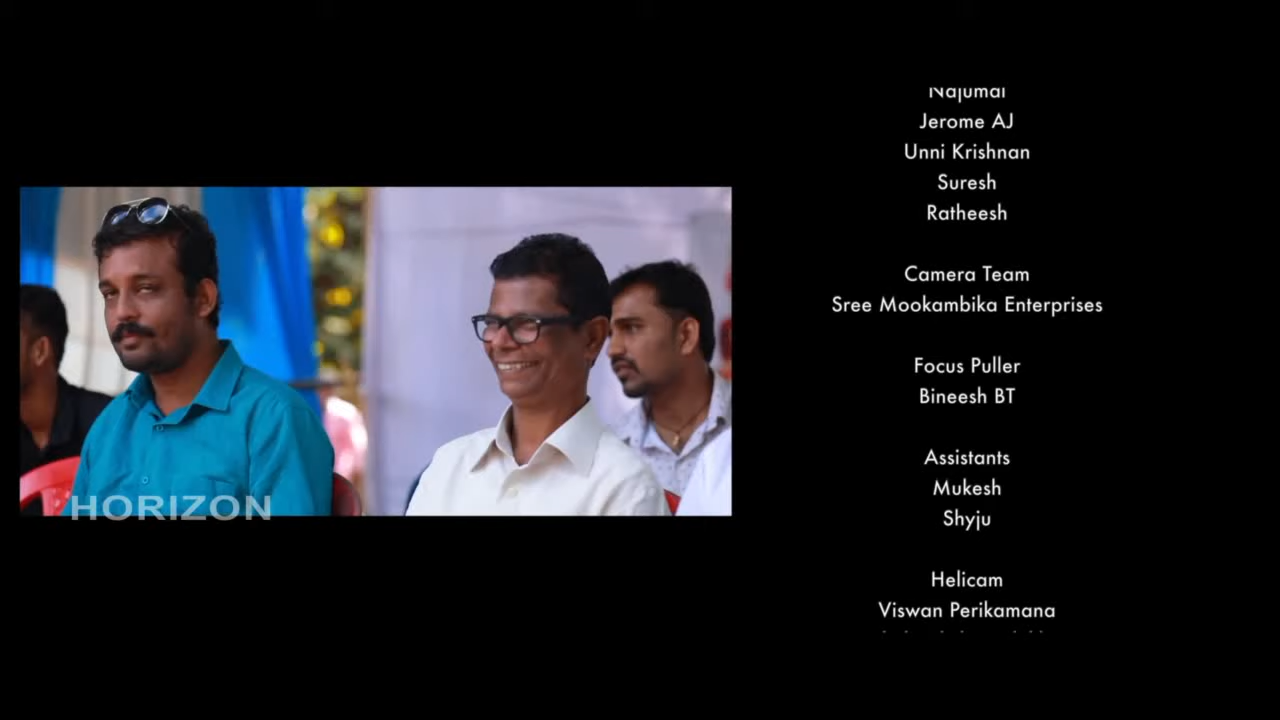 Jerome AJ
Unni Krishnan
Suresh
Ratheesh
Camera Team
Sree Mookambika Enterprises
Focus Puller
Bineesh BT
Assistants
Mukesh
Shyju
Helicam
Viswan Perikamana
HORIZON